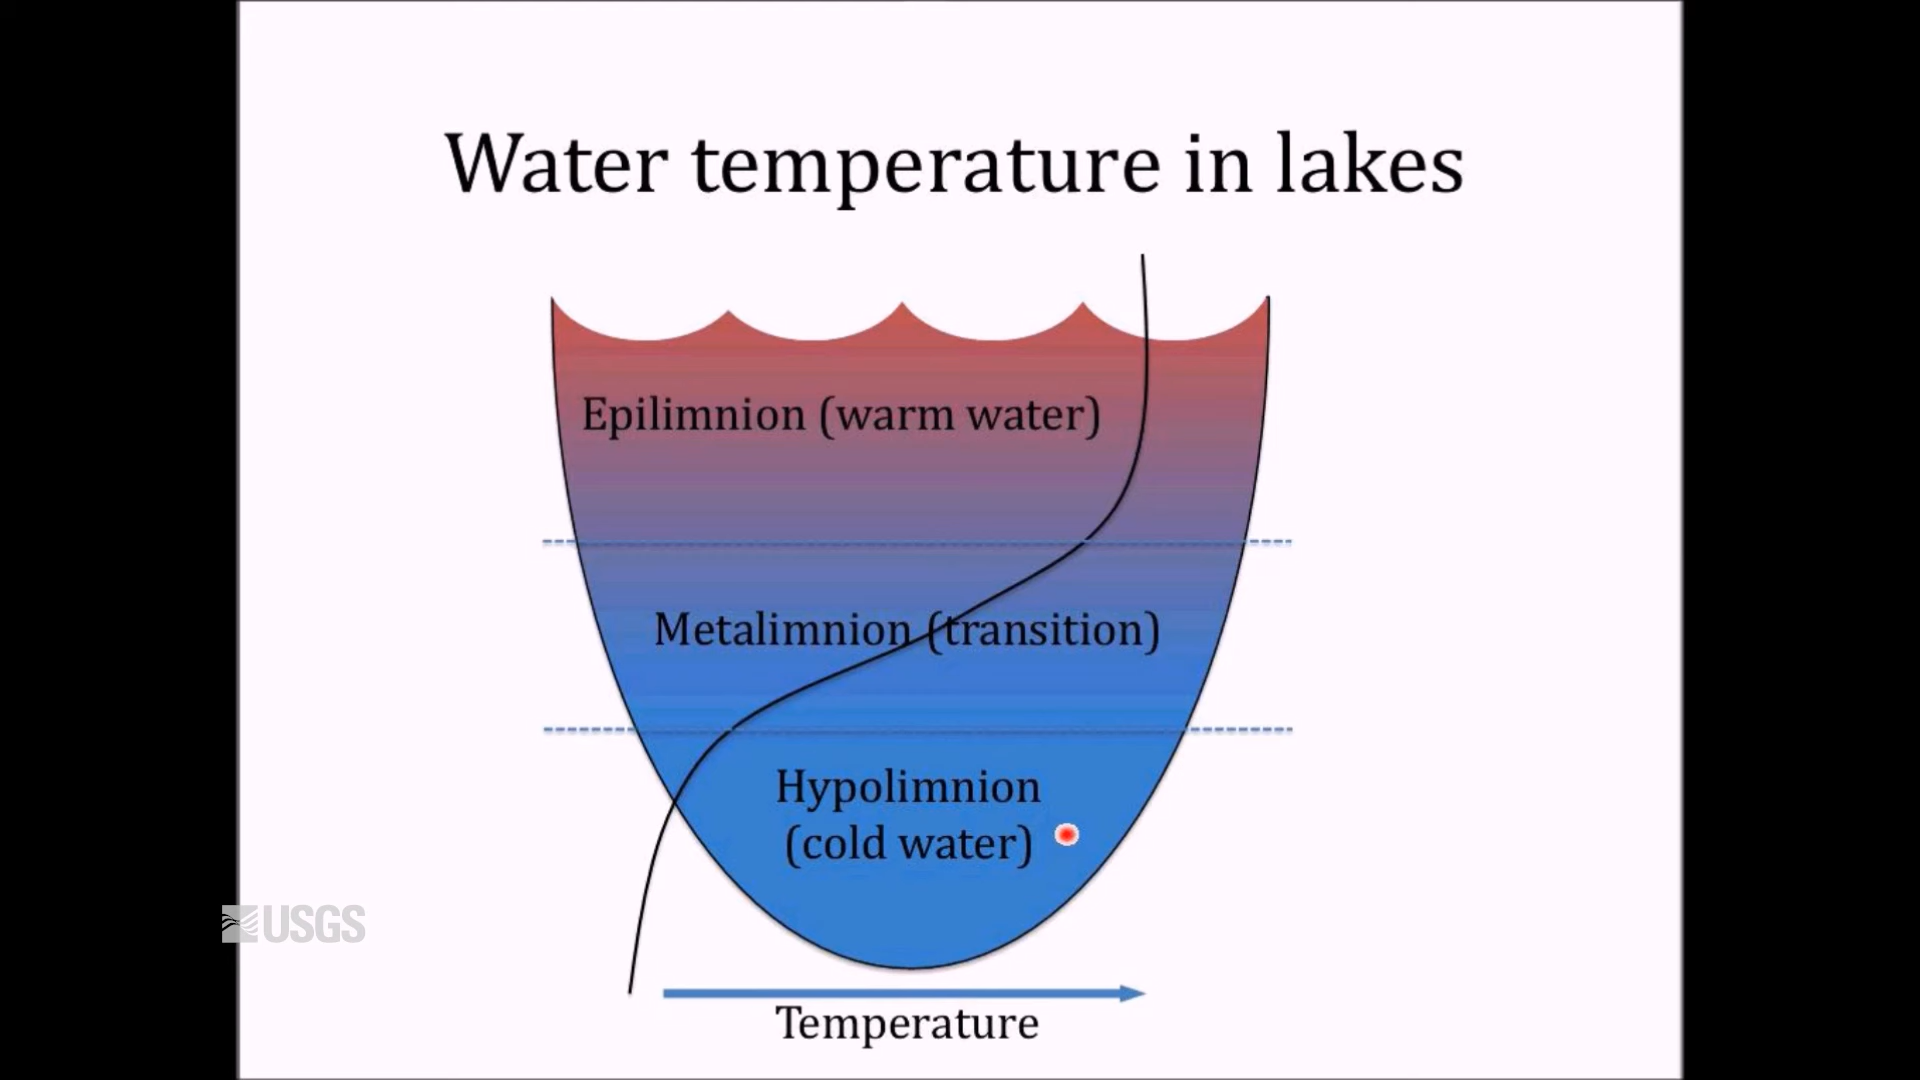 Water temperature in lakes
Epilimnion (warm water)
Metalimnion (transition)
Hypolimnion
(cold water)
USGS
Temperature